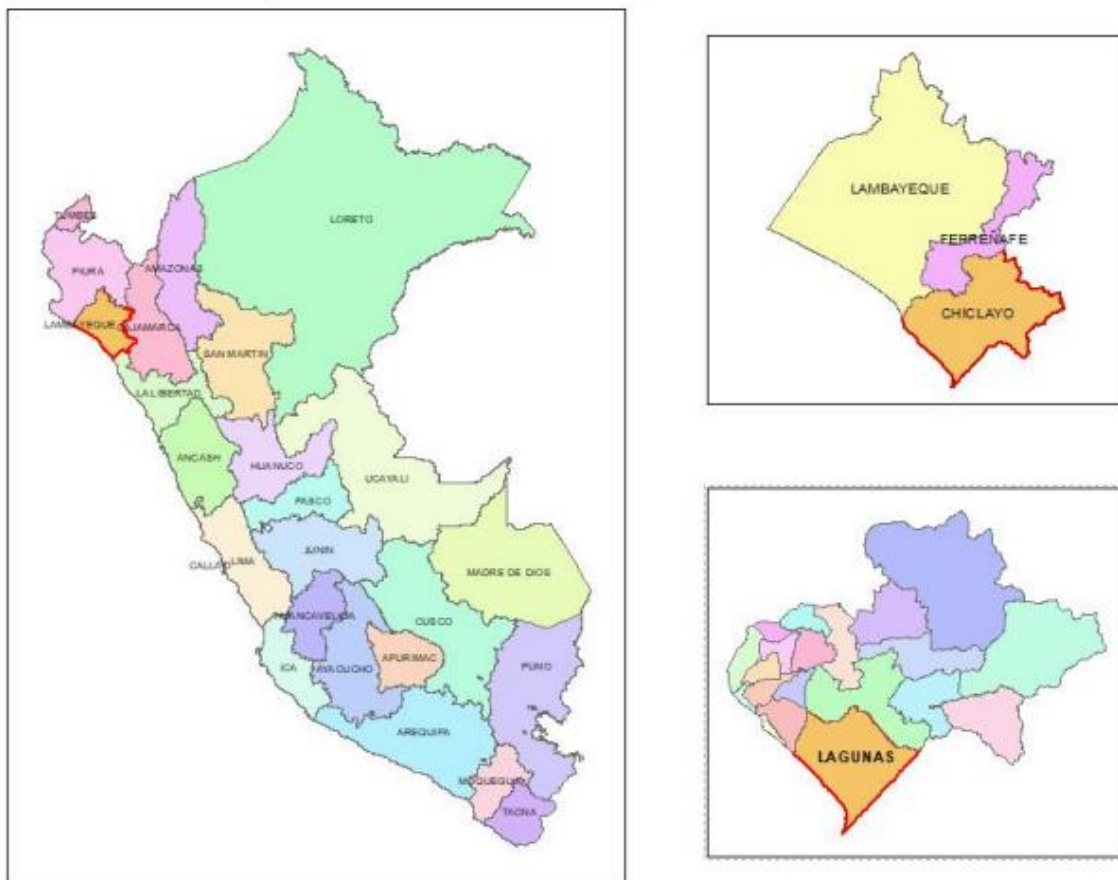 LORETO
TUMBES
PIURA
AMAZONAS
LAMBAYEQUE
CAJAMARCA
SAN MARTIN
LA LIBERTAD
ANCASH
HUANUCO
UCAYALI
PASCO
JUNIN
CALLAO
LIMA
MADRE DE DIOS
HUANCAVELICA
CUSCO
APURIMAC
ICA
AYACUCHO
PUNO
AREQUIPA
MOQUEGUA
TACNA
LAMBAYEQUE
FERREÑAFE
CHICLAYO
LAGUNAS